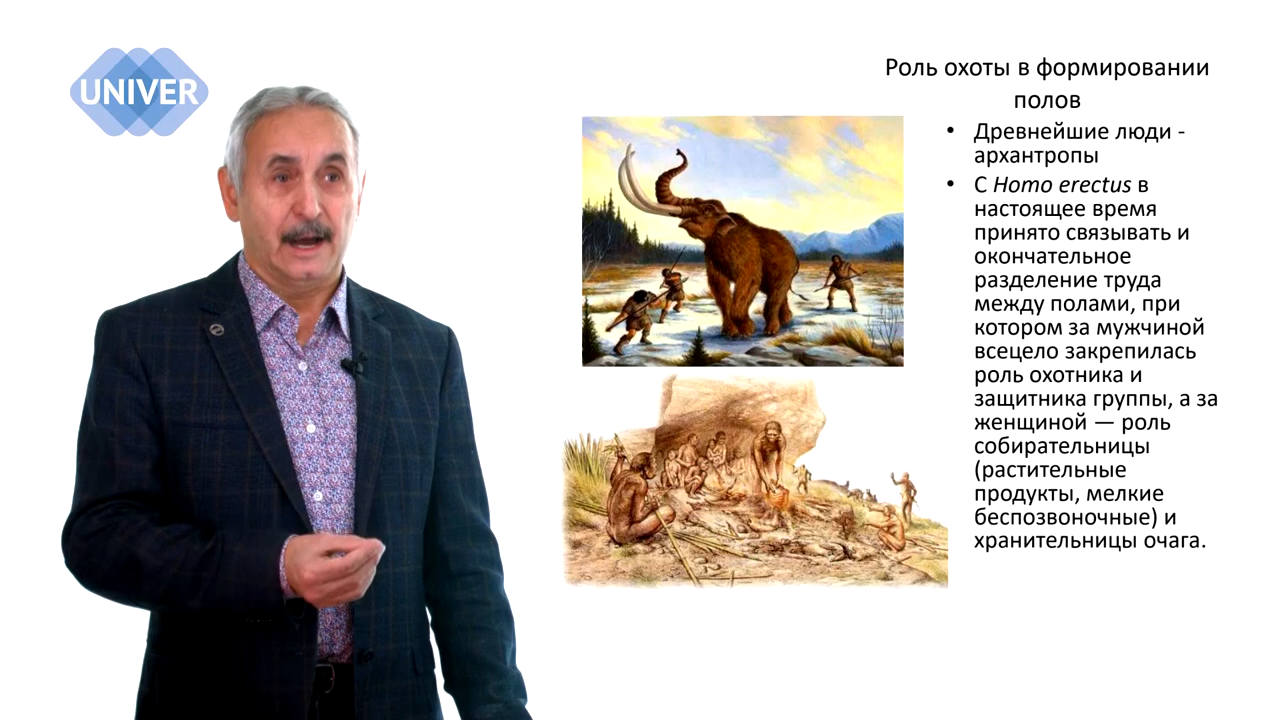 UNIVER
Роль охоты в формировании
полов
• Древнейшие люди -
архантропы
• С Homo erectus в
настоящее время
принято связывать и
окончательное
разделение труда
между полами, при
котором за мужчиной
всецело закрепилась
роль охотника и
защитника группы, а за
женщиной — роль
собирательницы
(растительные
продукты, мелкие
беспозвоночные) и
хранительницы очага.